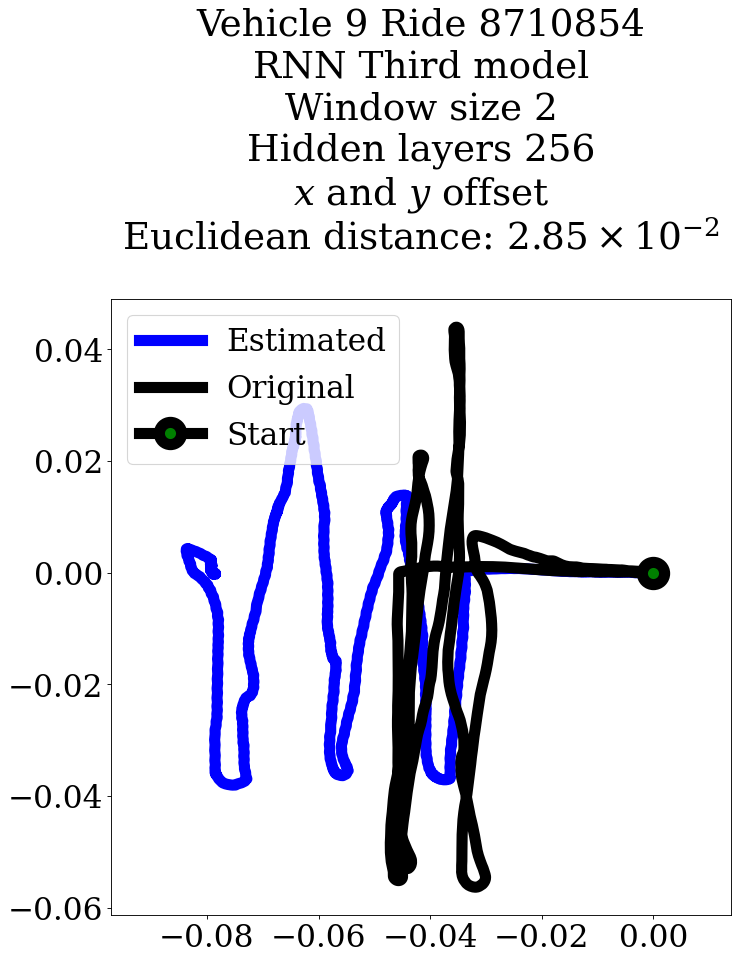 Vehicle 9 Ride 8710854
RNN Third model
Window size 2
Hidden layers 256
x and y offset
Euclidean distance: 2.85 × 10⁻²
Estimated
Original
Start
0.04
0.02
0.00
−0.02
−0.04
−0.06
−0.08 −0.06 −0.04 −0.02 0.00